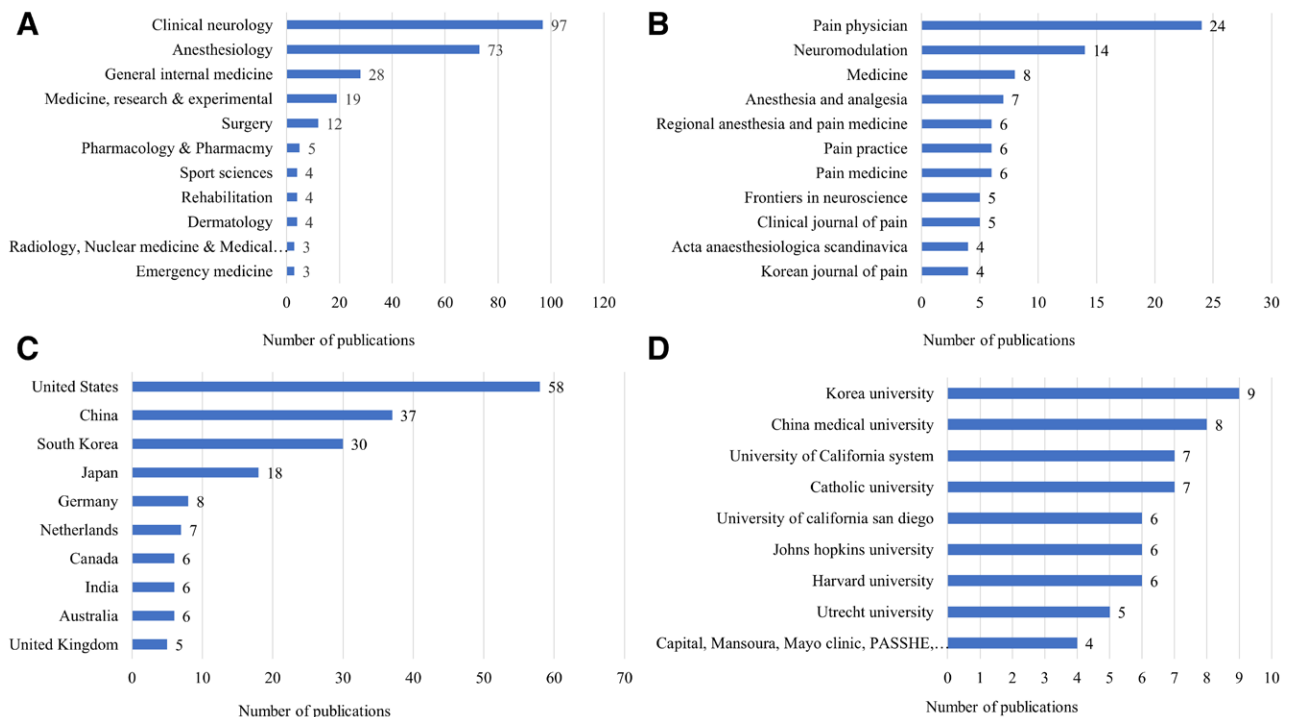 A
Clinical neurology 97
Anesthesiology 73
General internal medicine 28
Medicine, research & experimental 19
Surgery 12
Pharmacology & Pharmacmy 5
Sport sciences 4
Rehabilitation 4
Dermatology 4
Radiology, Nuclear medicine & Medical… 3
Emergency medicine 3
0 20 40 60 80 100 120
Number of publications
B
Pain physician 24
Neuromodulation 14
Medicine 8
Anesthesia and analgesia 7
Regional anesthesia and pain medicine 6
Pain practice 6
Pain medicine 6
Frontiers in neuroscience 5
Clinical journal of pain 5
Acta anaesthesiologica scandinavica 4
Korean journal of pain 4
0 5 10 15 20 25 30
Number of publications
C
United States 58
China 37
South Korea 30
Japan 18
Germany 8
Netherlands 7
Canada 6
India 6
Australia 6
United Kingdom 5
0 10 20 30 40 50 60 70
Number of publications
D
Korea university 9
China medical university 8
University of California system 7
Catholic university 7
University of california san diego 6
Johns hopkins university 6
Harvard university 6
Utrecht university 5
Capital, Mansoura, Mayo clinic, PASSHE,… 4
0 1 2 3 4 5 6 7 8 9 10
Number of publications